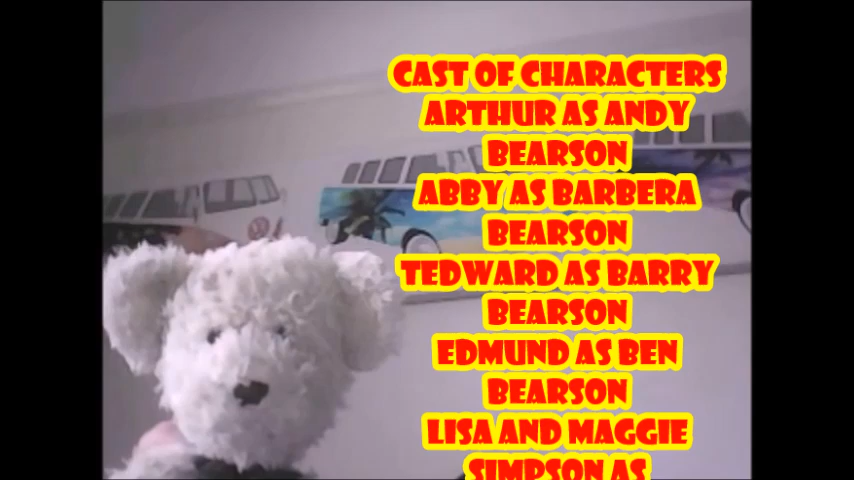 CAST OF CHARACTERS
ARTHUR AS ANDY
BEARSON
ABBY AS BARBERA
BEARSON
TEDWARD AS BARRY
BEARSON
EDMUND AS BEN
BEARSON
LISA AND MAGGIE
SIMPSON AS